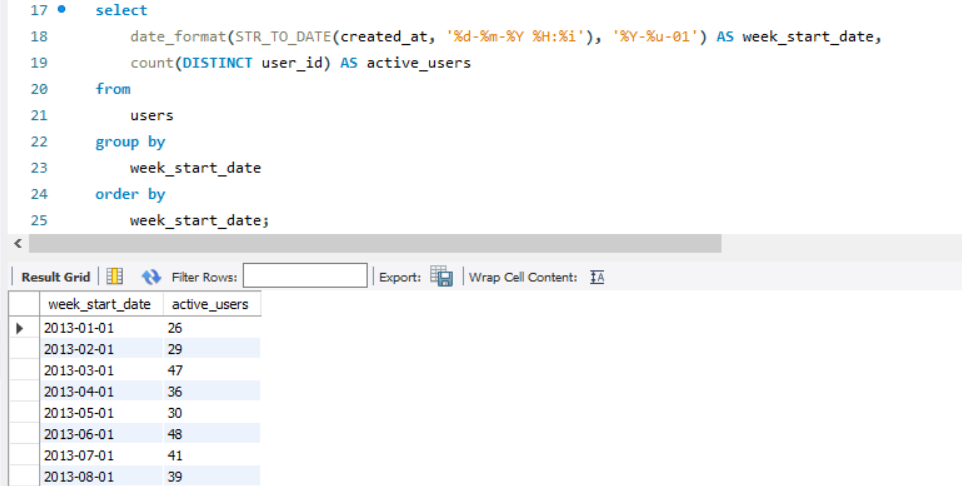 17 select
18 date_format(STR_TO_DATE(created_at, '%d-%m-%Y %H:%i'), '%Y-%u-01') AS week_start_date,
19 count(DISTINCT user_id) AS active_users
20 from
21 users
22 group by
23 week_start_date
24 order by
25 week_start_date;
Result Grid Filter Rows: Export: Wrap Cell Content: IA
week_start_date active_users
2013-01-01 26
2013-02-01 29
2013-03-01 47
2013-04-01 36
2013-05-01 30
2013-06-01 48
2013-07-01 41
2013-08-01 39